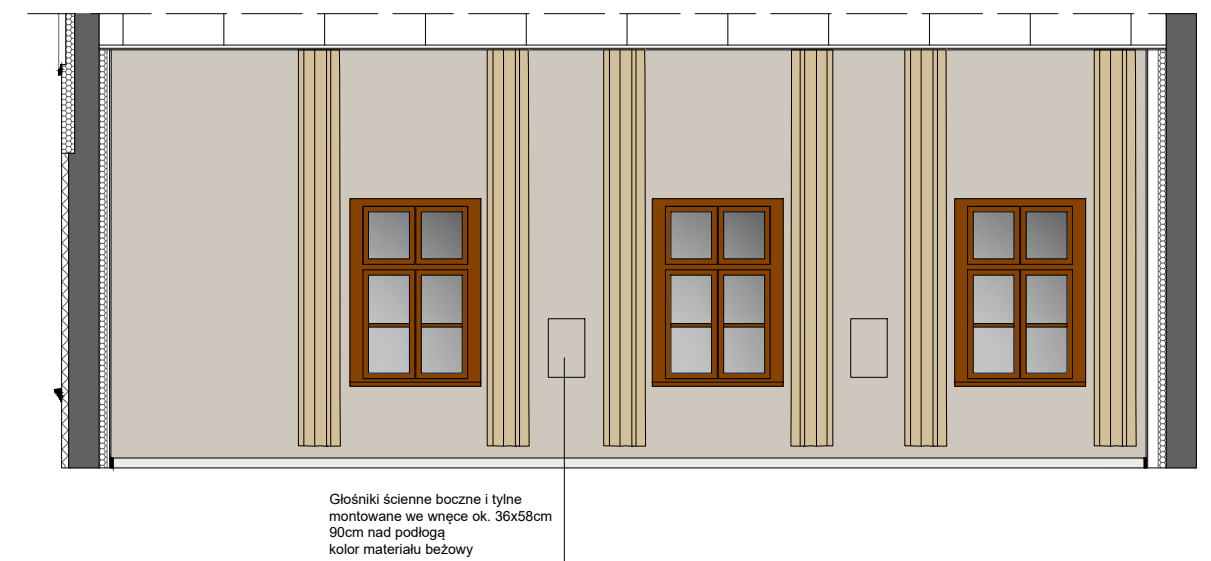 Głośniki ścienne boczne i tylne
montowane we wnęce ok. 36x58cm
90cm nad podłogą
kolor materiału beżowy